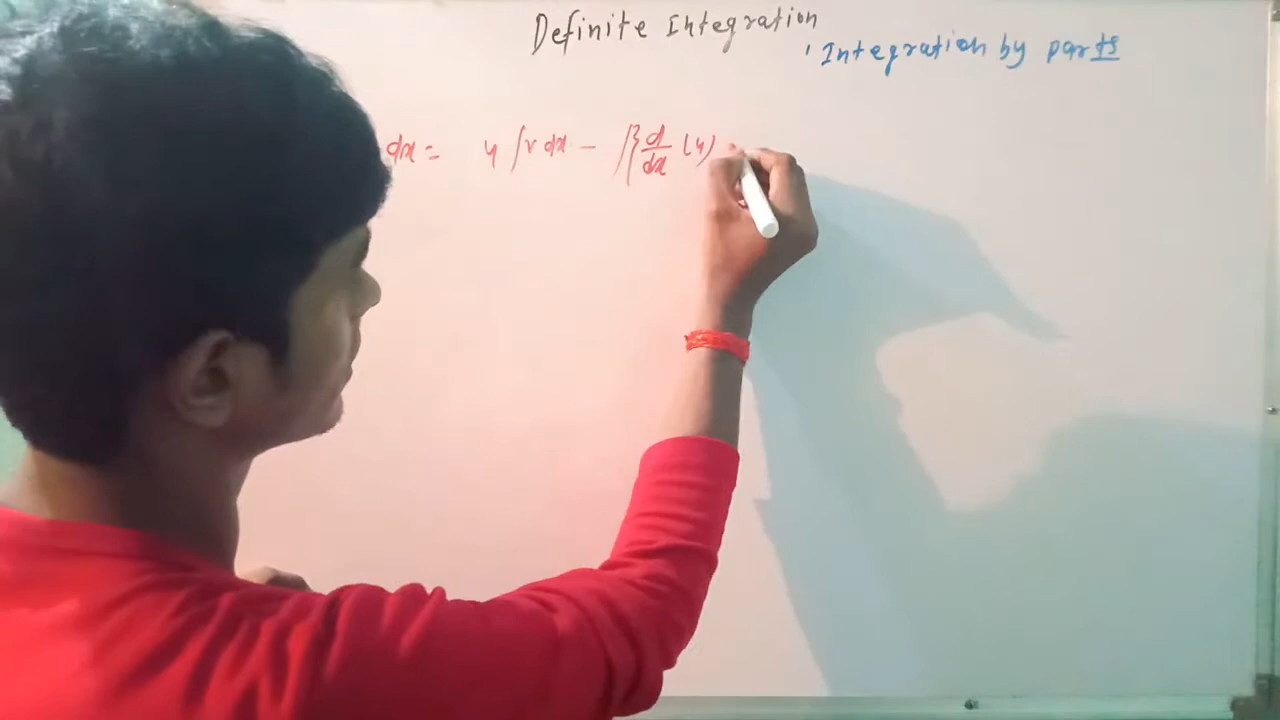 Definite Integration
' Integration by parts
dx = u ∫v dx − ∫{ d/dx (u)